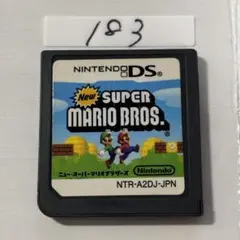 183
NINTENDO DS
New SUPER
MARIO BROS.
ニュー・スーパーマリオブラザーズ
Nintendo
NTR-A2DJ-JPN